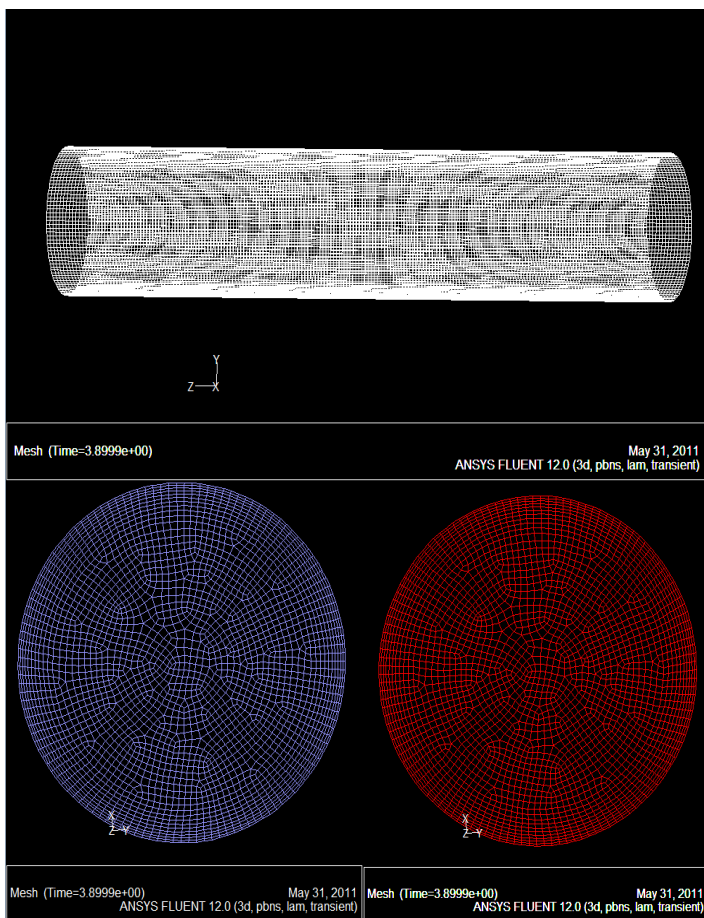 Y
Z X
Mesh (Time=3.8999e+00) May 31, 2011
ANSYS FLUENT 12.0 (3d, pbns, lam, transient)
X
Z Y
X
Z Y
Mesh (Time=3.8999e+00) May 31, 2011
ANSYS FLUENT 12.0 (3d, pbns, lam, transient)
Mesh (Time=3.8999e+00) May 31, 2011
ANSYS FLUENT 12.0 (3d, pbns, lam, transient)